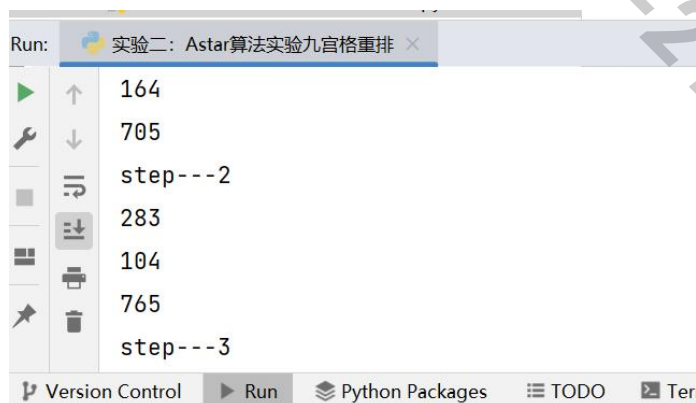 Run: 实验二：Astar算法实验九宫格重排
164
705
step---2
283
104
765
step---3
Version Control Run Python Packages TODO